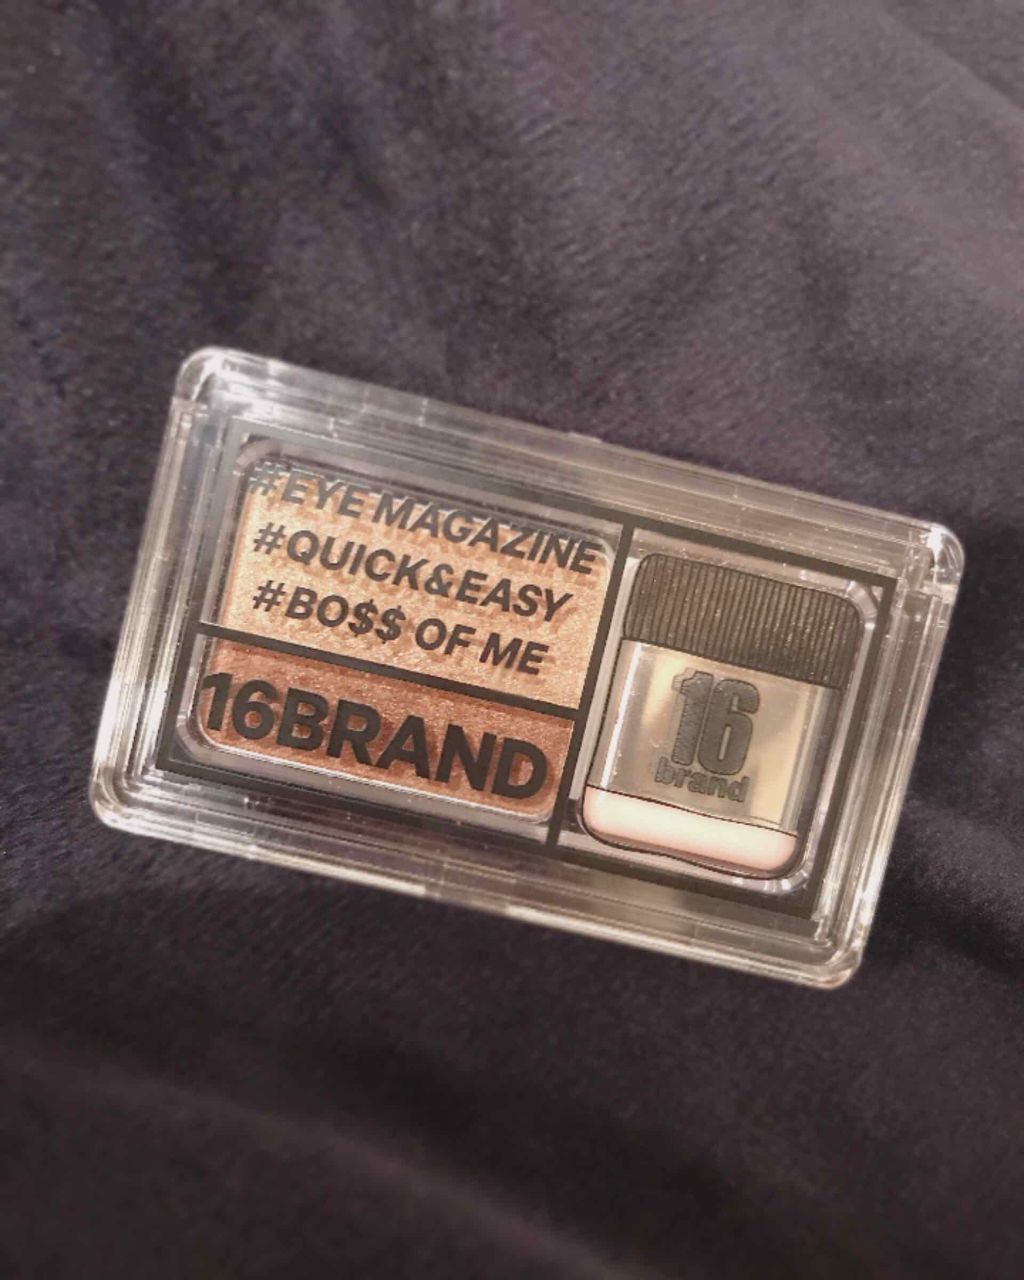 #EYE MAGAZINE
#QUICK&EASY
#BO$$ OF ME
16BRAND
16
brand